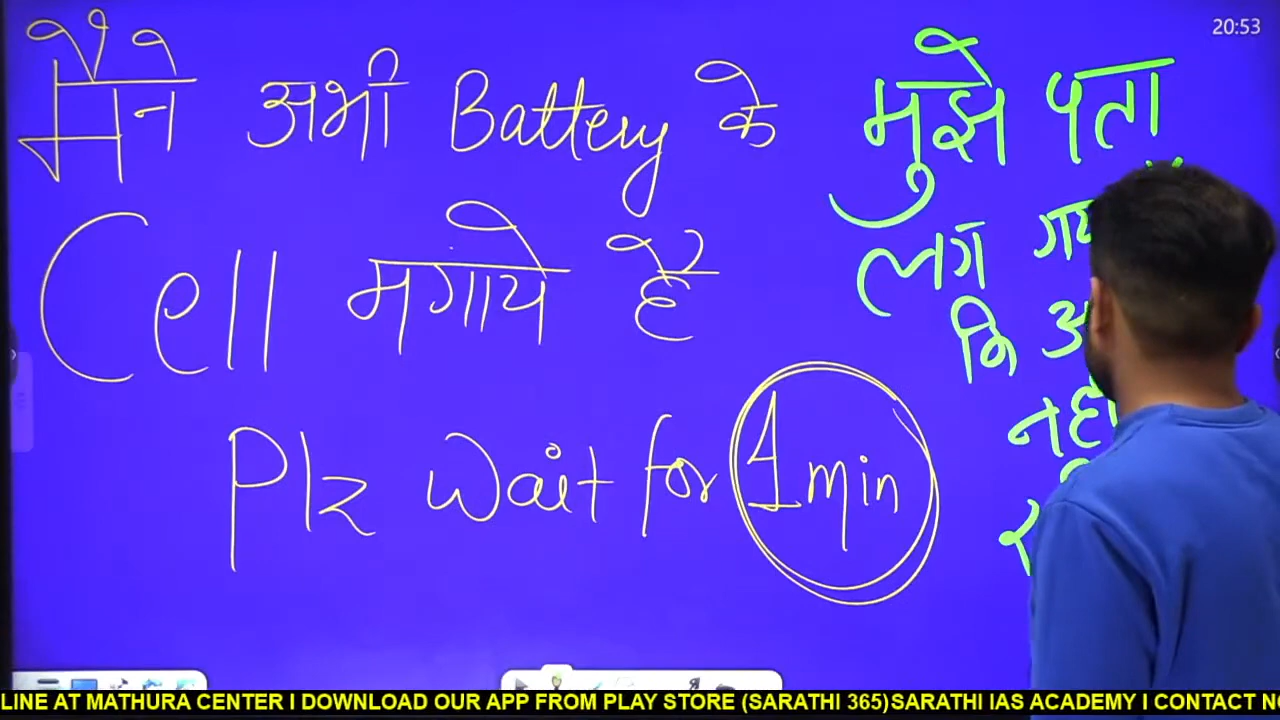 20:53
मैंने अभी Battery के
Cell मगाये है
Plz wait for 1 min
मुझे पता
लग
कि
LINE AT MATHURA CENTER I DOWNLOAD OUR APP FROM PLAY STORE (SARATHI 365)SARATHI IAS ACADEMY I CONTACT